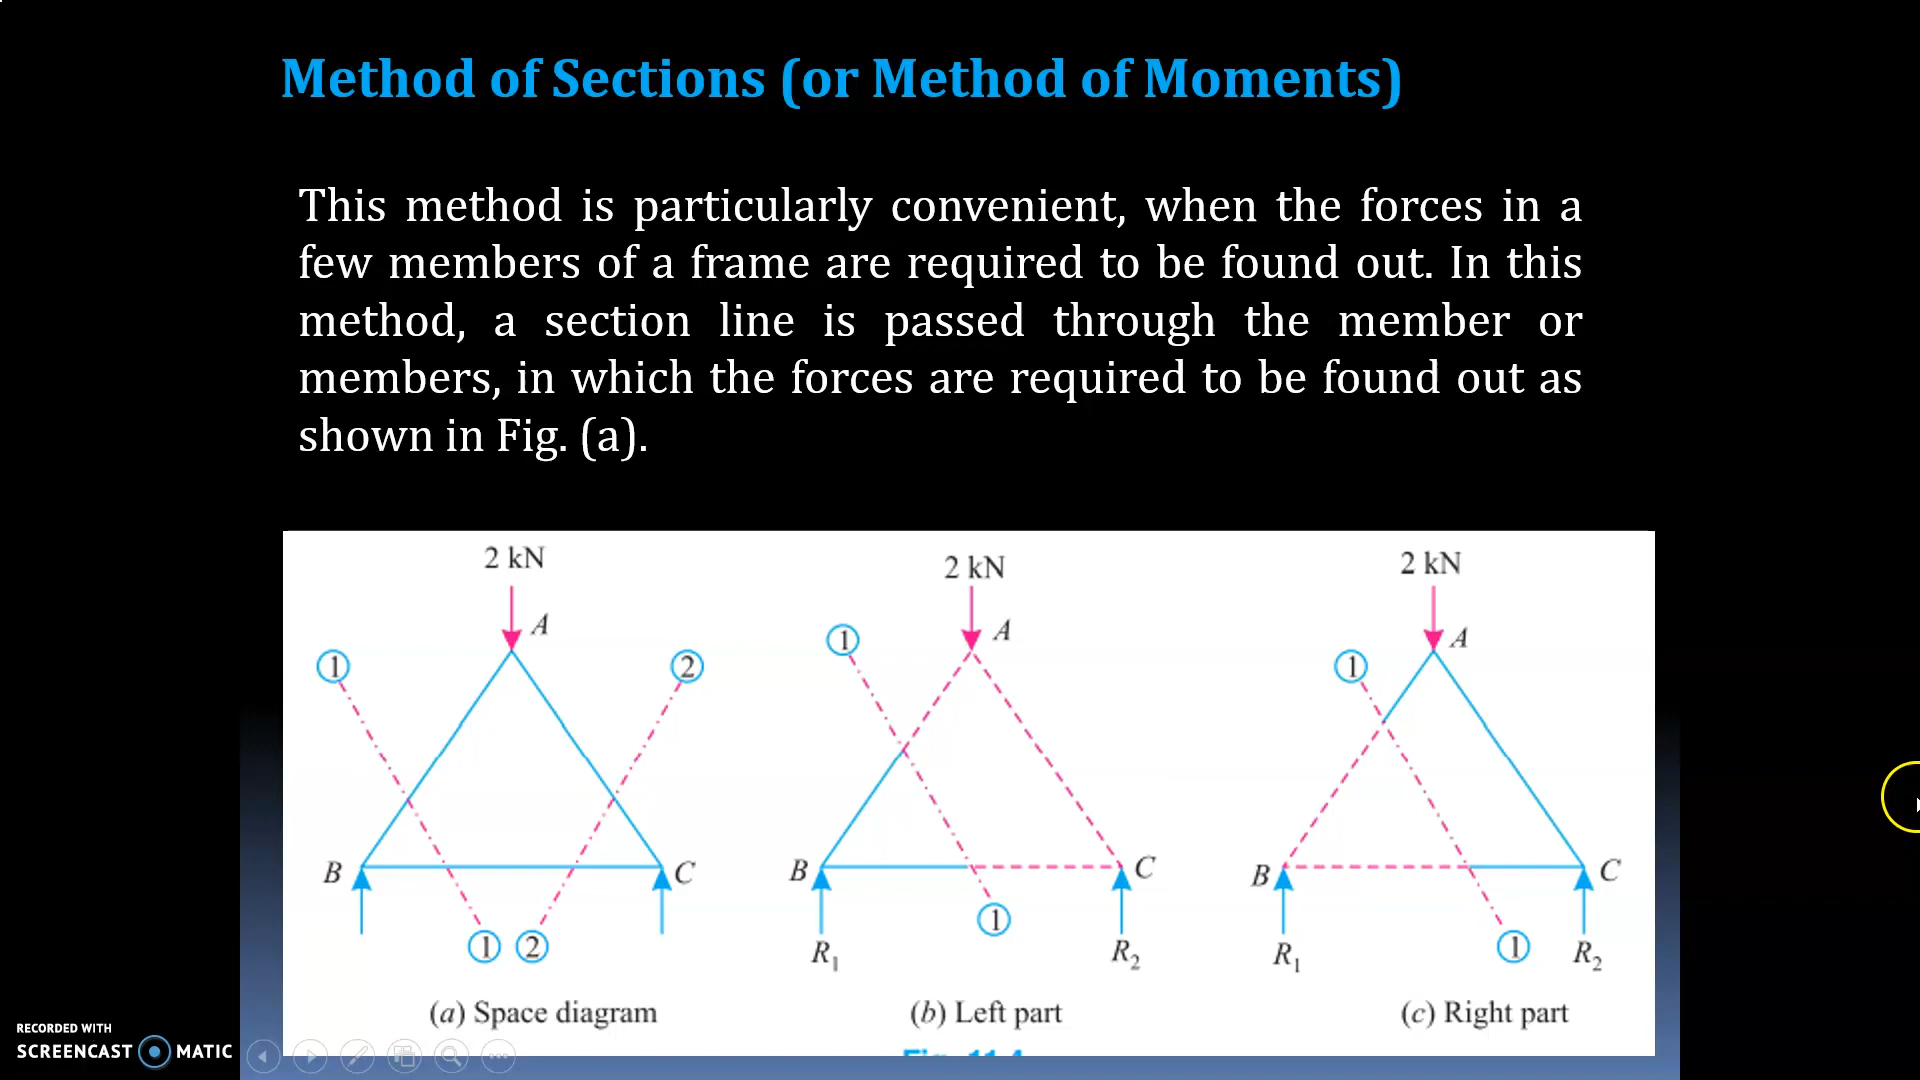 Method of Sections (or Method of Moments)
This method is particularly convenient, when the forces in a
few members of a frame are required to be found out. In this
method, a section line is passed through the member or
members, in which the forces are required to be found out as
shown in Fig. (a).
2 kN
A
1
2
B
C
1
2
(a) Space diagram
2 kN
A
1
B
C
1
R1
R2
(b) Left part
2 kN
A
1
B
C
1
R1
R2
(c) Right part
RECORDED WITH
SCREENCAST MATIC